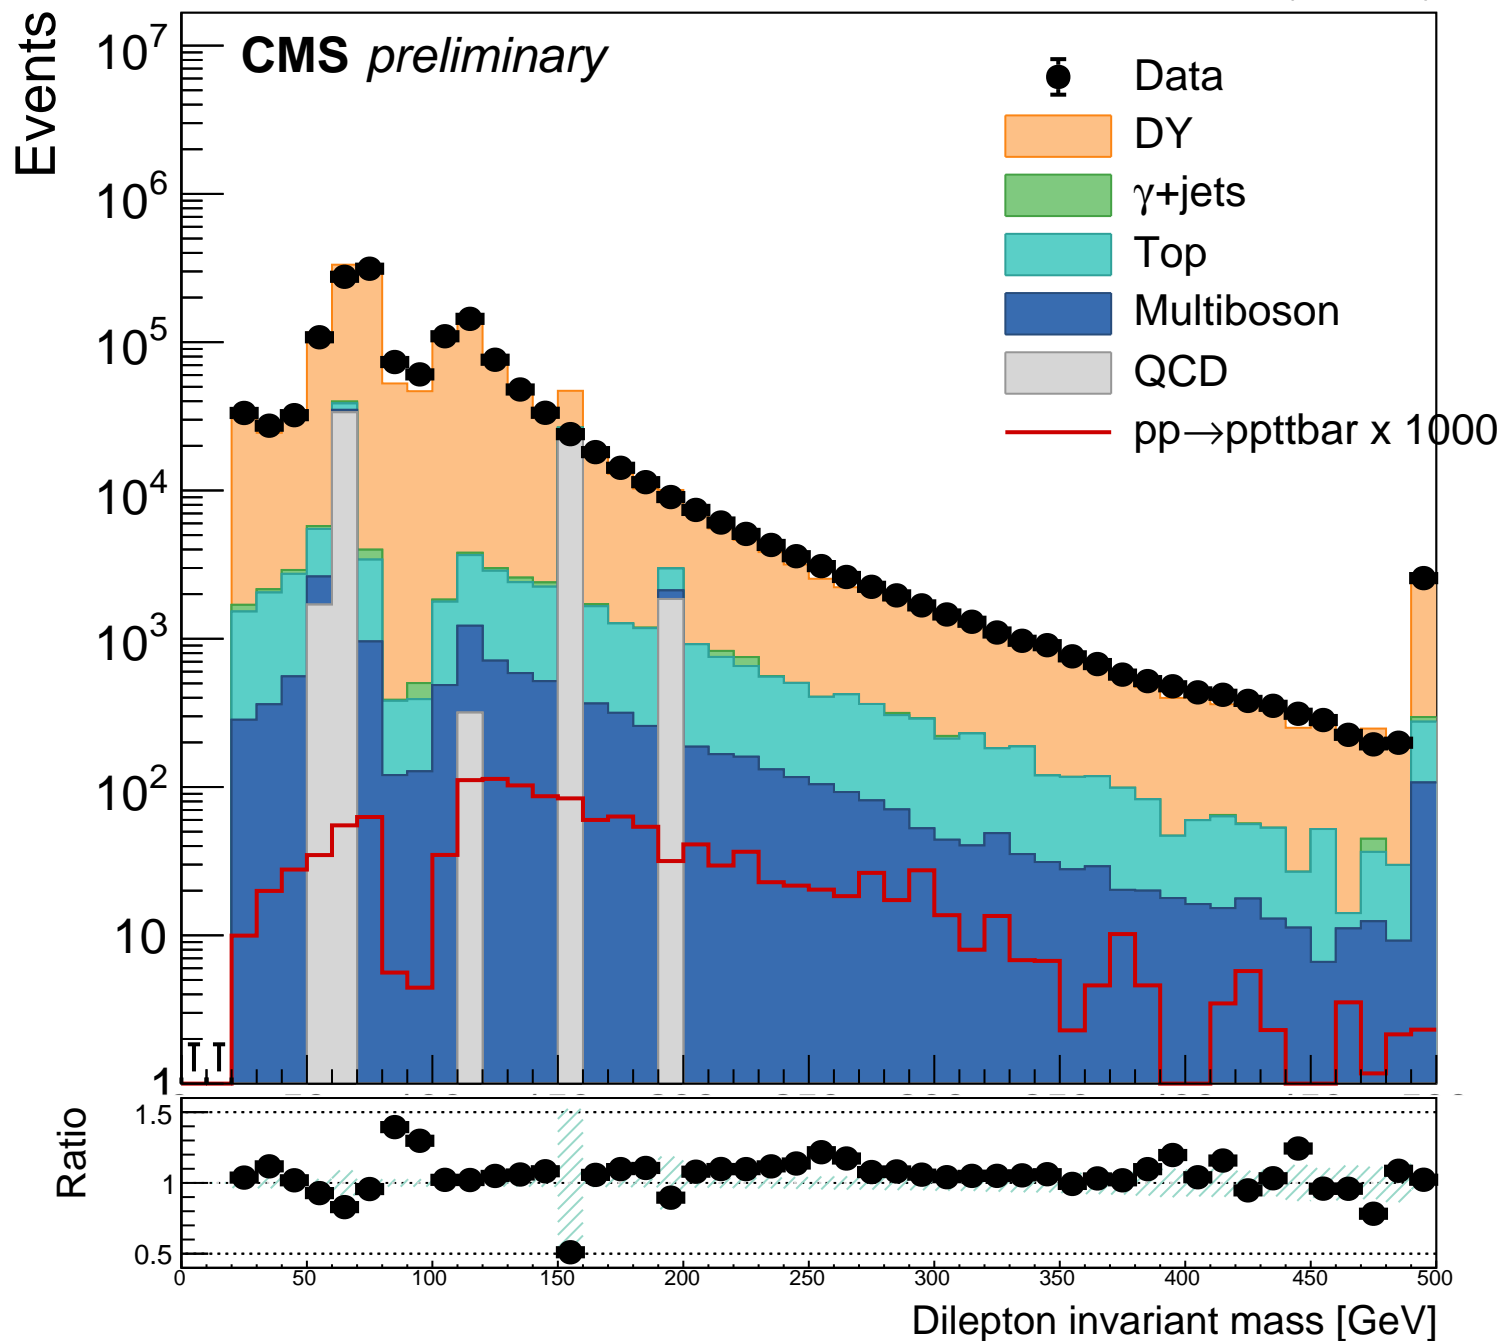 CMS preliminary
Events
10^7
10^6
10^5
10^4
10^3
10^2
10
1
Data
DY
γ+jets
Top
Multiboson
QCD
pp→ppttbar x 1000
Ratio
1.5
1
0.5
0 50 100 150 200 250 300 350 400 450 500
Dilepton invariant mass [GeV]